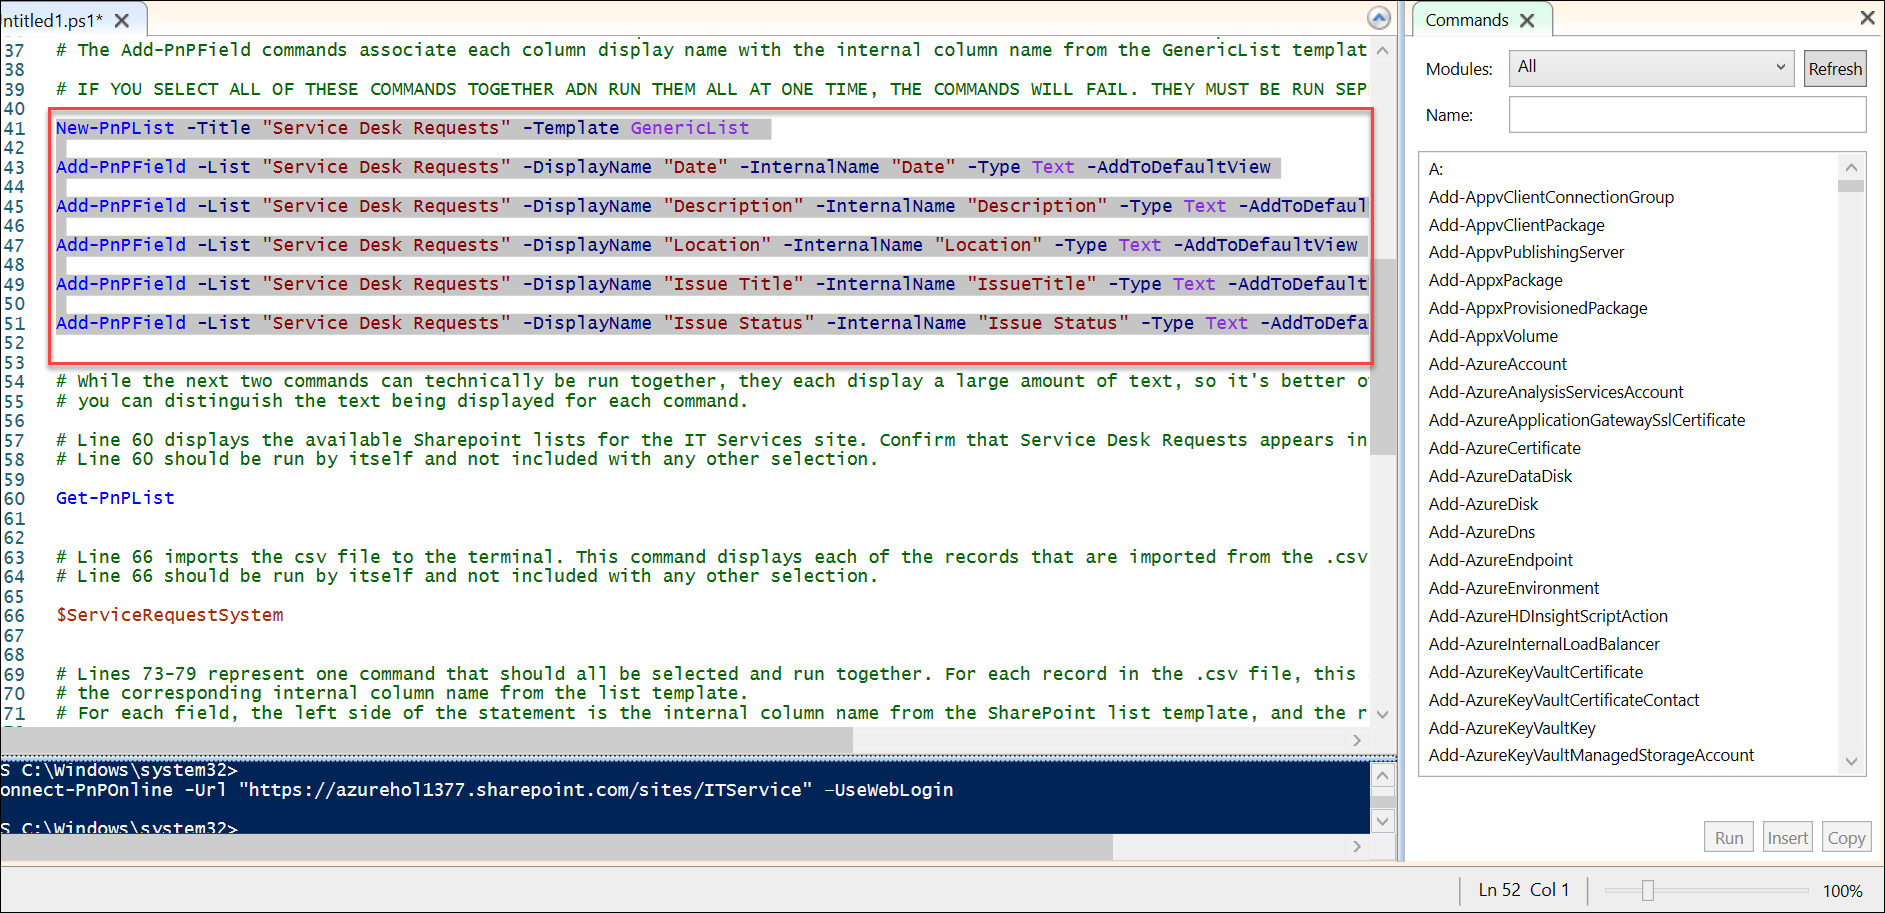 ntitled1.ps1*
37 # The Add-PnPField commands associate each column display name with the internal column name from the GenericList templat
38
39 # IF YOU SELECT ALL OF THESE COMMANDS TOGETHER ADN RUN THEM ALL AT ONE TIME, THE COMMANDS WILL FAIL. THEY MUST BE RUN SEP
40
41 New-PnPList -Title "Service Desk Requests" -Template GenericList
42
43 Add-PnPField -List "Service Desk Requests" -DisplayName "Date" -InternalName "Date" -Type Text -AddToDefaultView
44
45 Add-PnPField -List "Service Desk Requests" -DisplayName "Description" -InternalName "Description" -Type Text -AddToDefaul
46
47 Add-PnPField -List "Service Desk Requests" -DisplayName "Location" -InternalName "Location" -Type Text -AddToDefaultView
48
49 Add-PnPField -List "Service Desk Requests" -DisplayName "Issue Title" -InternalName "IssueTitle" -Type Text -AddToDefault
50
51 Add-PnPField -List "Service Desk Requests" -DisplayName "Issue Status" -InternalName "Issue Status" -Type Text -AddToDefa
52
53
54 # While the next two commands can technically be run together, they each display a large amount of text, so it's better o
55 # you can distinguish the text being displayed for each command.
56
57 # Line 60 displays the available Sharepoint lists for the IT Services site. Confirm that Service Desk Requests appears in
58 # Line 60 should be run by itself and not included with any other selection.
59
60 Get-PnPList
61
62
63 # Line 66 imports the csv file to the terminal. This command displays each of the records that are imported from the .csv
64 # Line 66 should be run by itself and not included with any other selection.
65
66 $ServiceRequestSystem
67
68
69 # Lines 73-79 represent one command that should all be selected and run together. For each record in the .csv file, this
70 # the corresponding internal column name from the list template.
71 # For each field, the left side of the statement is the internal column name from the SharePoint list template, and the r
S C:\Windows\system32>
onnect-PnPOnline -Url "https://azurehol1377.sharepoint.com/sites/ITService" -UseWebLogin
S C:\Windows\system32>
Commands
Modules: All Refresh
Name:
A:
Add-AppvClientConnectionGroup
Add-AppvClientPackage
Add-AppvPublishingServer
Add-AppxPackage
Add-AppxProvisionedPackage
Add-AppxVolume
Add-AzureAccount
Add-AzureAnalysisServicesAccount
Add-AzureApplicationGatewaySslCertificate
Add-AzureCertificate
Add-AzureDataDisk
Add-AzureDisk
Add-AzureDns
Add-AzureEndpoint
Add-AzureEnvironment
Add-AzureHDInsightScriptAction
Add-AzureInternalLoadBalancer
Add-AzureKeyVaultCertificate
Add-AzureKeyVaultCertificateContact
Add-AzureKeyVaultKey
Add-AzureKeyVaultManagedStorageAccount
Run Insert Copy
Ln 52 Col 1 100%